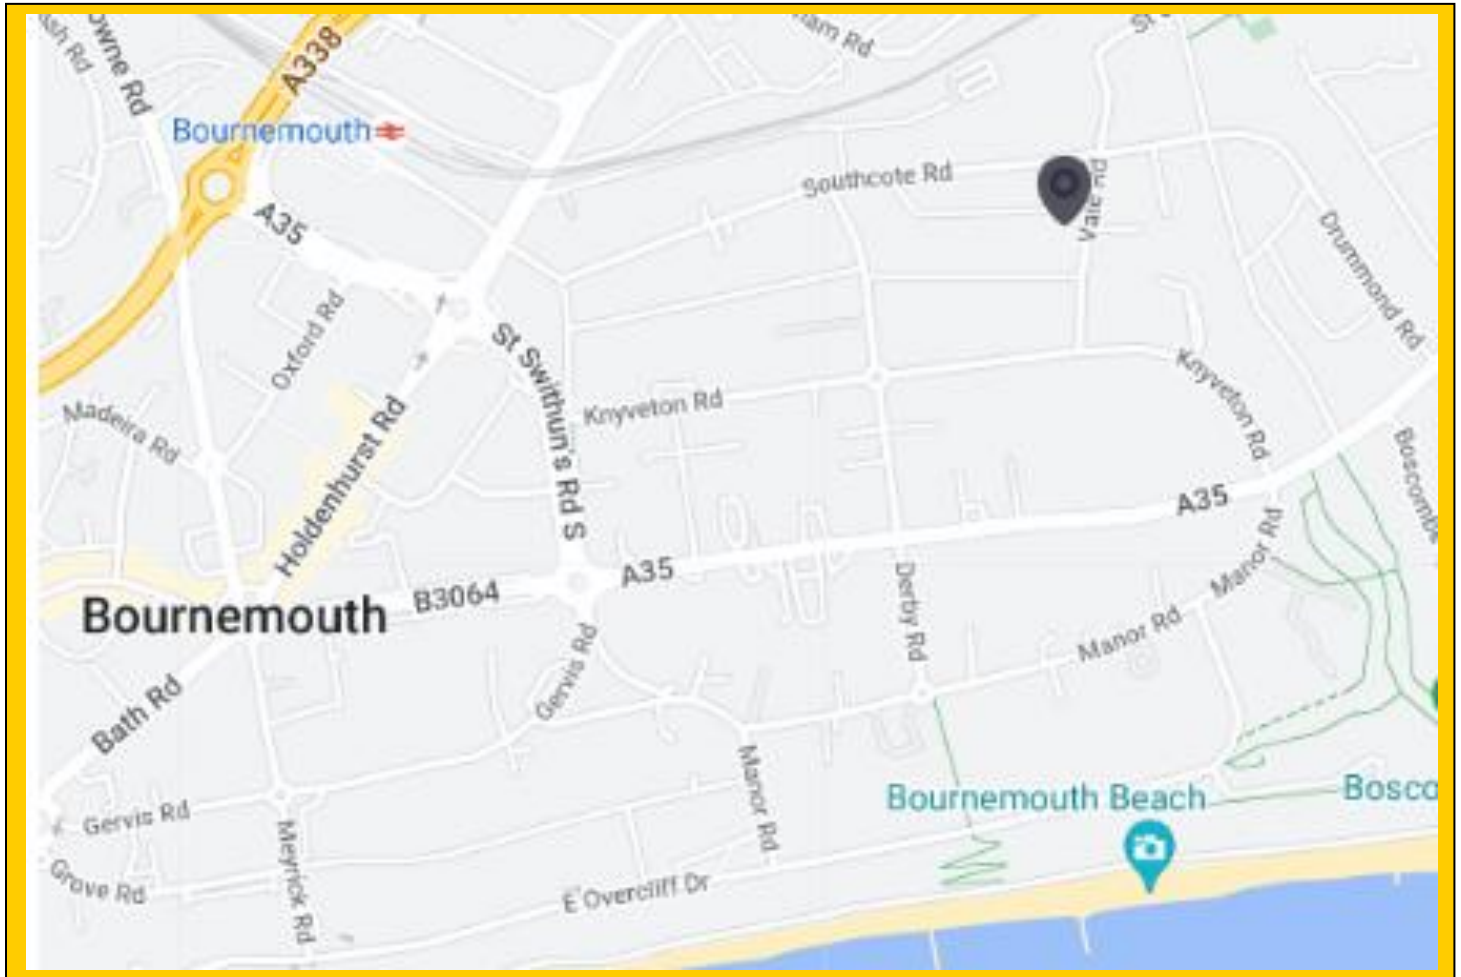 A338
Bournemouth
A35
Southcote Rd
Vale Rd
Drummond Rd
Oxford Rd
St Swithun's Rd S
Knyveton Rd
Knyveton Rd
Madeira Rd
Holdenhurst Rd
A35
A35
B3064
Bournemouth
Manor Rd
Derby Rd
Manor Rd
Gervis Rd
Bath Rd
Manor Rd
Bournemouth Beach
Gervis Rd
Meyrick Rd
Grove Rd
E Overcliff Dr